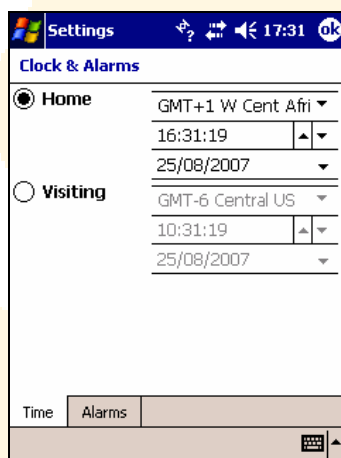 Settings 17:31 ok
Clock & Alarms
Home
GMT+1 W Cent Afri
16:31:19
25/08/2007
Visiting
GMT-6 Central US
10:31:19
25/08/2007
Time Alarms